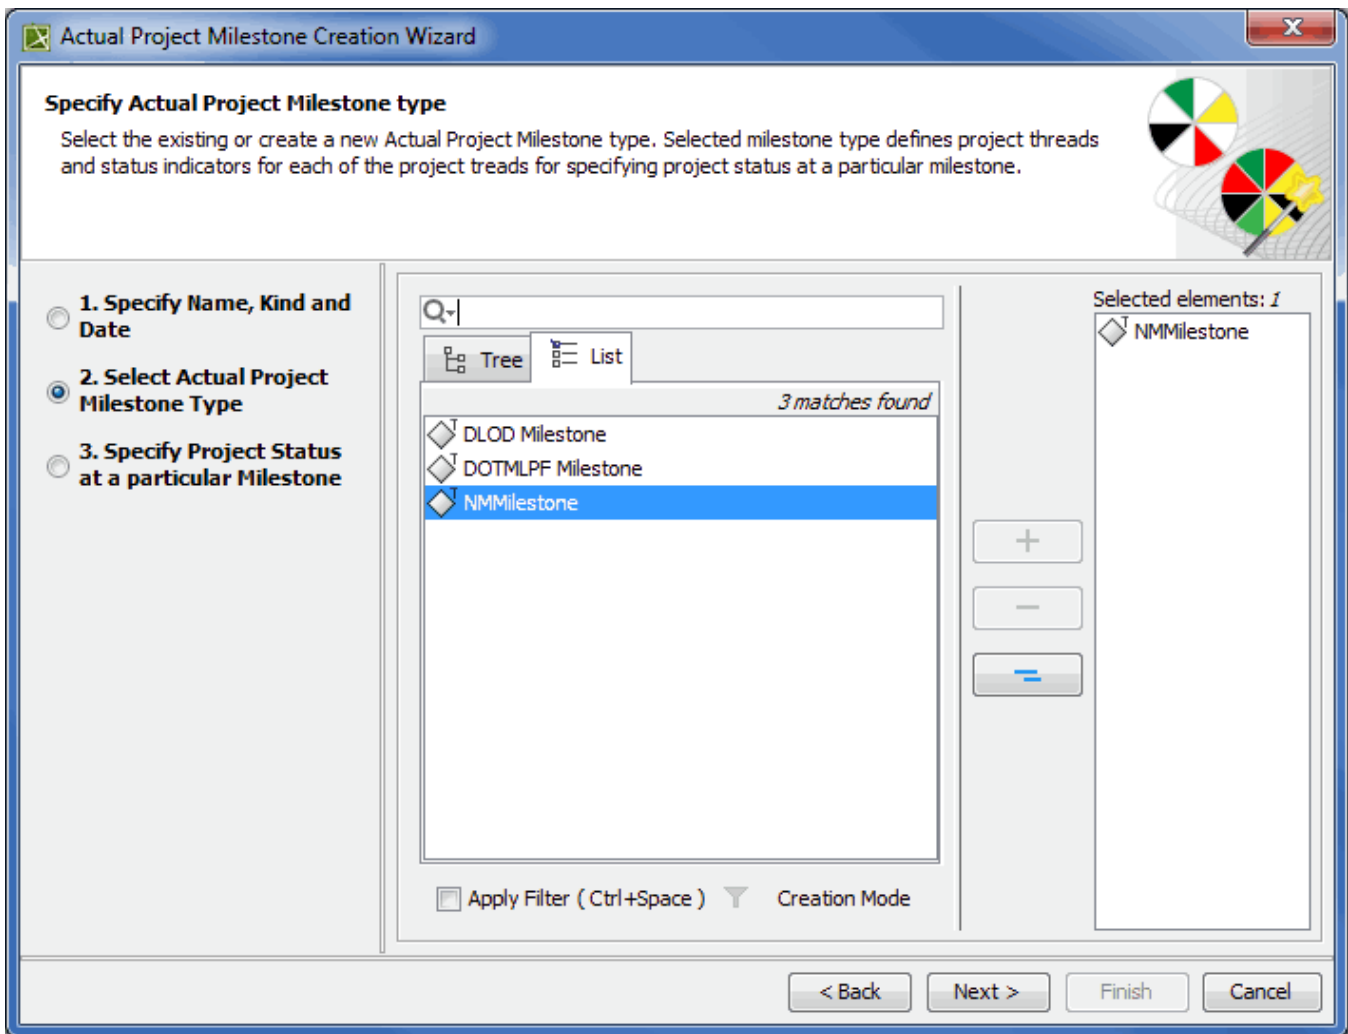 Actual Project Milestone Creation Wizard
Specify Actual Project Milestone type
Select the existing or create a new Actual Project Milestone type. Selected milestone type defines project threads
and status indicators for each of the project treads for specifying project status at a particular milestone.
1. Specify Name, Kind and
Date
2. Select Actual Project
Milestone Type
3. Specify Project Status
at a particular Milestone
Tree
List
3 matches found
DLOD Milestone
DOTMLPF Milestone
NMMilestone
Apply Filter ( Ctrl+Space )
Creation Mode
Selected elements: 1
NMMilestone
< Back
Next >
Finish
Cancel